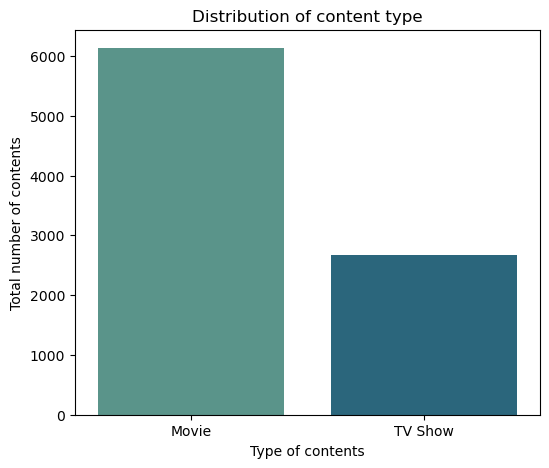 Distribution of content type
Total number of contents
6000
5000
4000
3000
2000
1000
0
Movie
TV Show
Type of contents